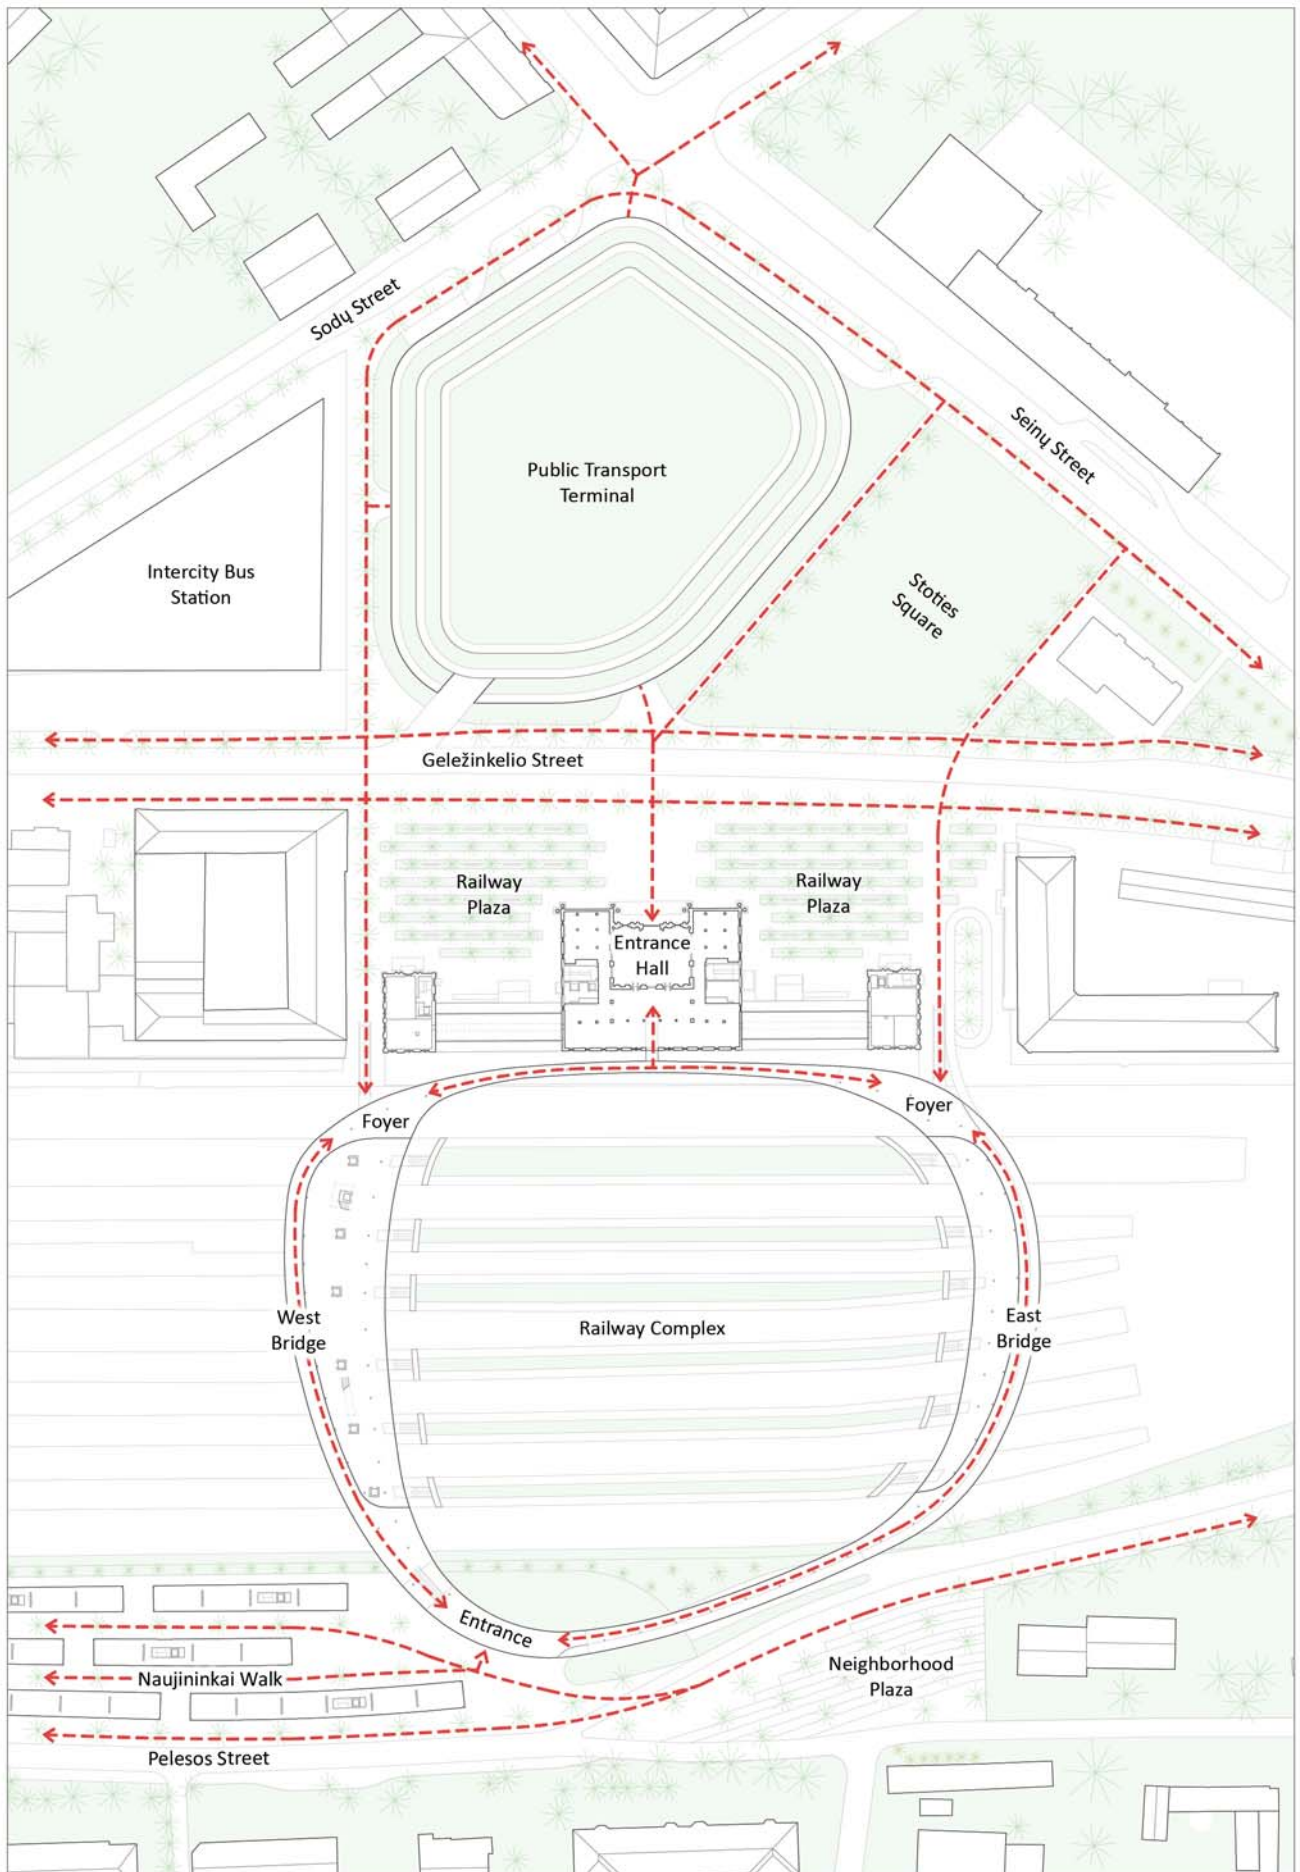 Sodų Street
Seinų Street
Public Transport
Terminal
Intercity Bus
Station
Stoties
Square
Geležinkelio Street
Railway
Plaza
Railway
Plaza
Entrance
Hall
Foyer
Foyer
West
Bridge
Railway Complex
East
Bridge
Entrance
Naujininkai Walk
Neighborhood
Plaza
Pelesos Street